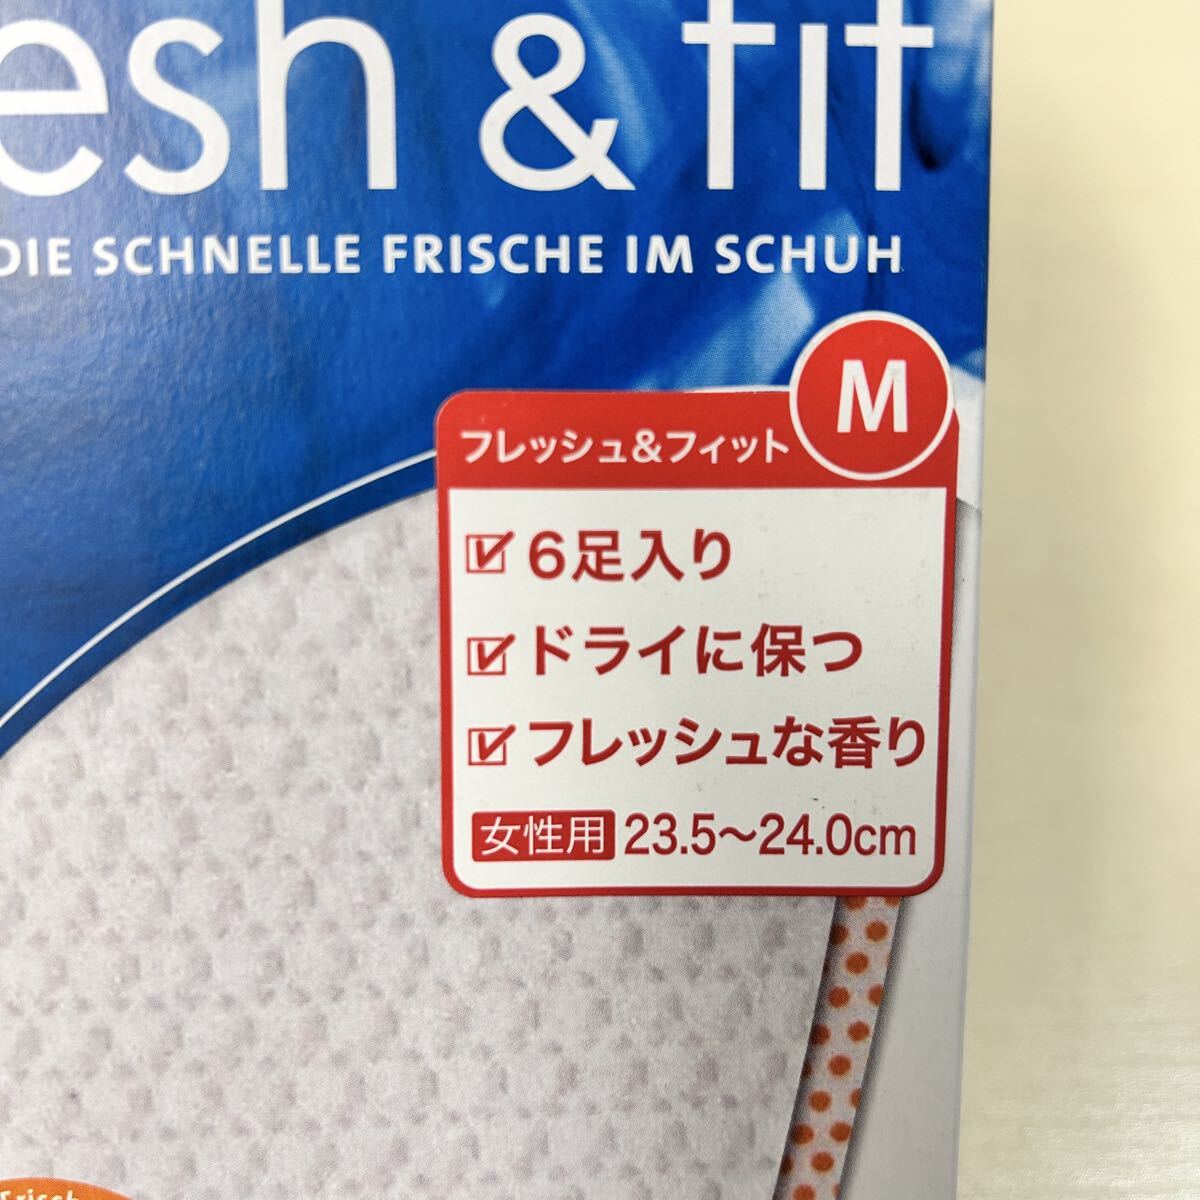 esh & fit
DIE SCHNELLE FRISCHE IM SCHUH
M
フレッシュ&フィット
6足入り
ドライに保つ
フレッシュな香り
女性用 23.5〜24.0cm
Frisch